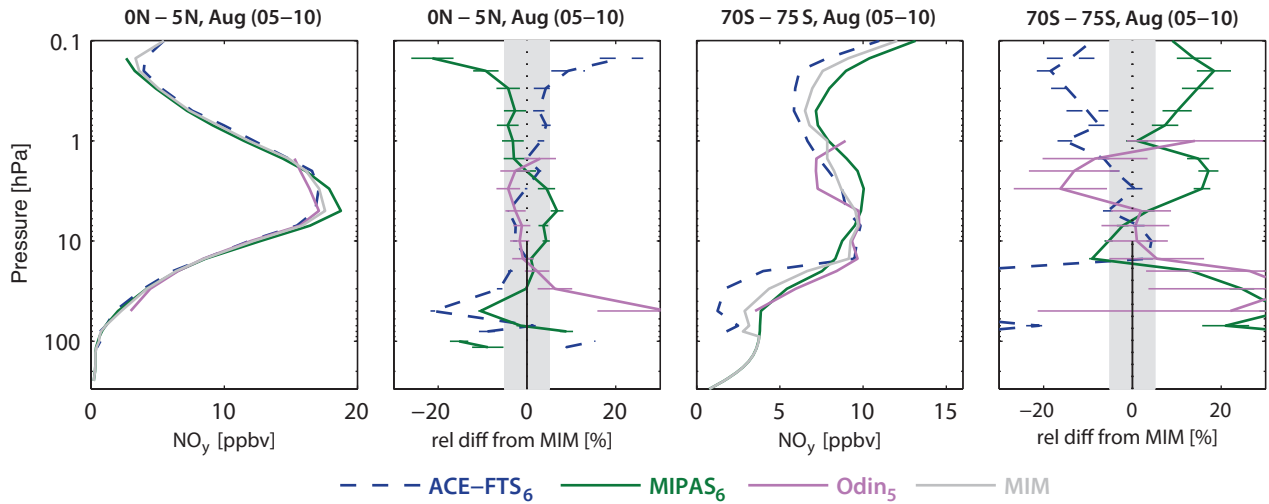 0N – 5N, Aug (05–10)
0N – 5N, Aug (05–10)
70S – 75S, Aug (05–10)
70S – 75S, Aug (05–10)
Pressure [hPa]
0.1
1
10
100
0 10 20
−20 0 20
0 5 10 15
−20 0 20
NOy [ppbv]
rel diff from MIM [%]
NOy [ppbv]
rel diff from MIM [%]
ACE–FTS6 MIPAS6 Odin5 MIM